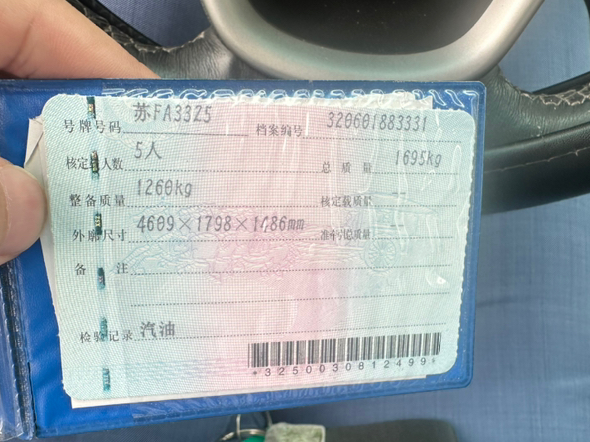 号牌号码 苏FA33Z5 档案编号 320601883331
核定载人数 5人 总质量 1695kg
整备质量 1260kg 核定载质量 --
外廓尺寸 4609×1798×1486mm 准牵引总质量 --
备注
检验记录 汽油
*3250030812499*